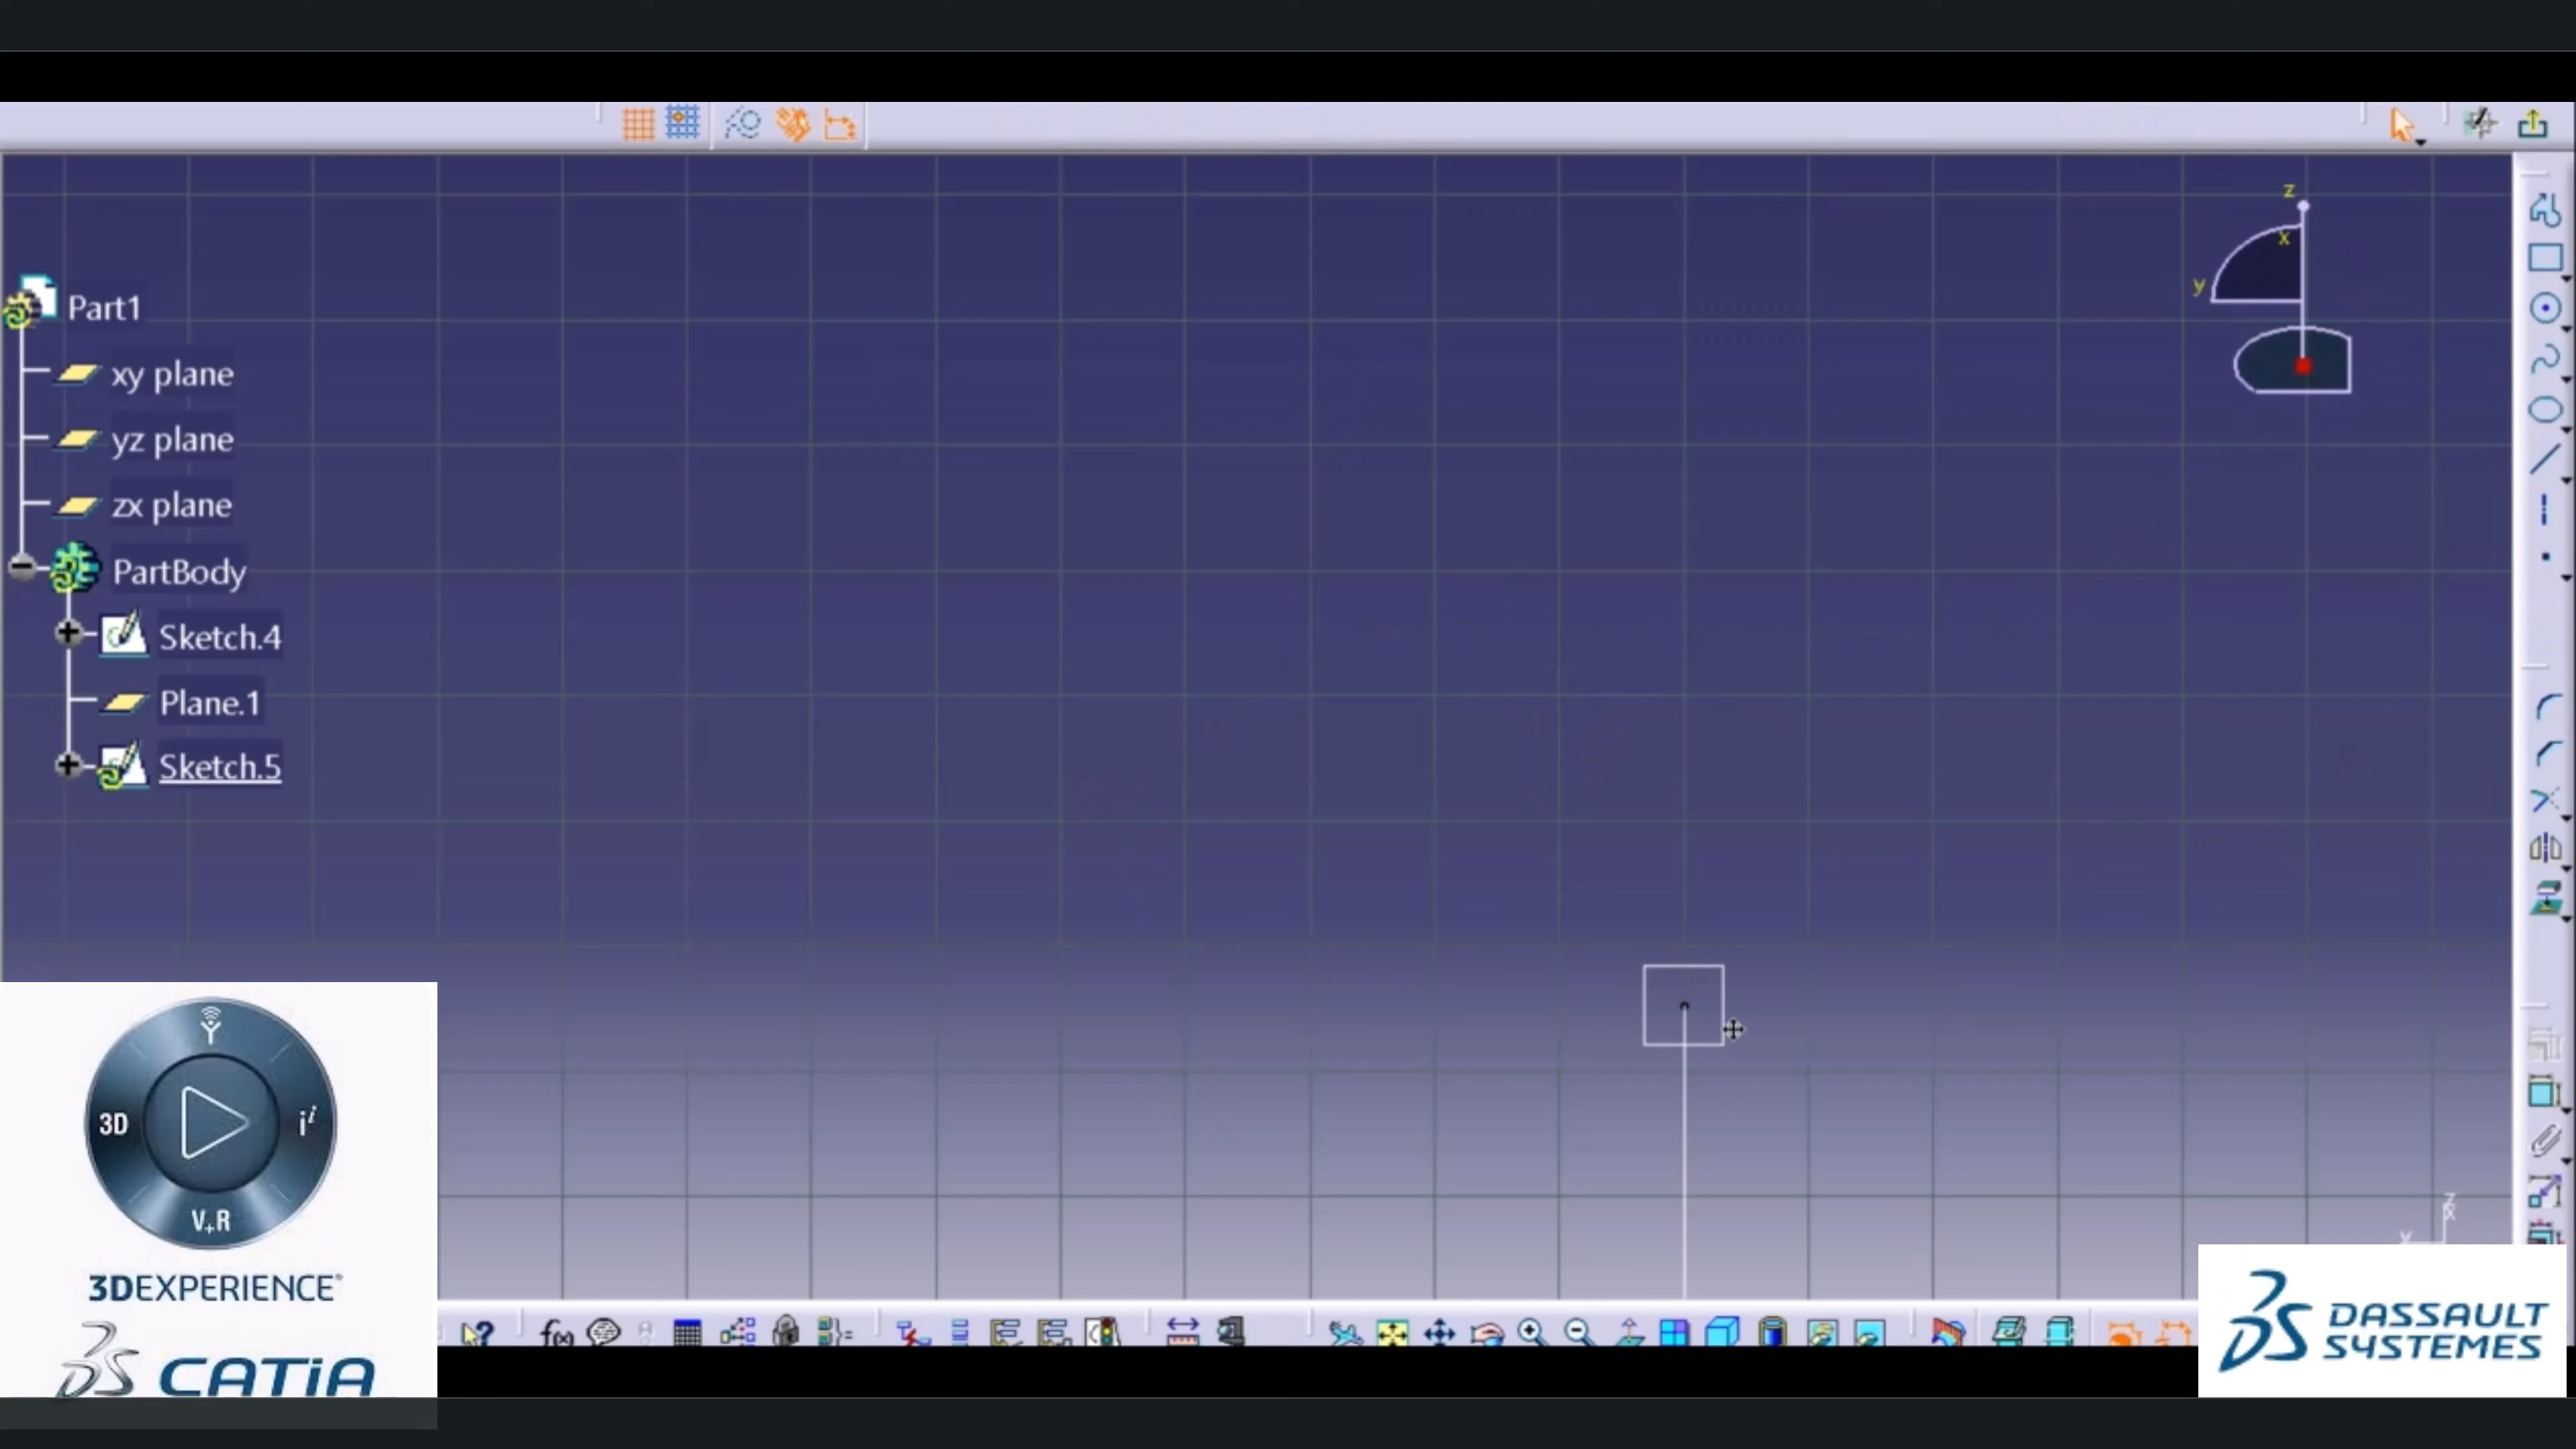 z
x
y
Part1
xy plane
yz plane
zx plane
PartBody
Sketch.4
Plane.1
Sketch.5
3D
i
V+R
3DEXPERIENCE
CATIA
f(x)
z
x
y
DASSAULT
SYSTEMES